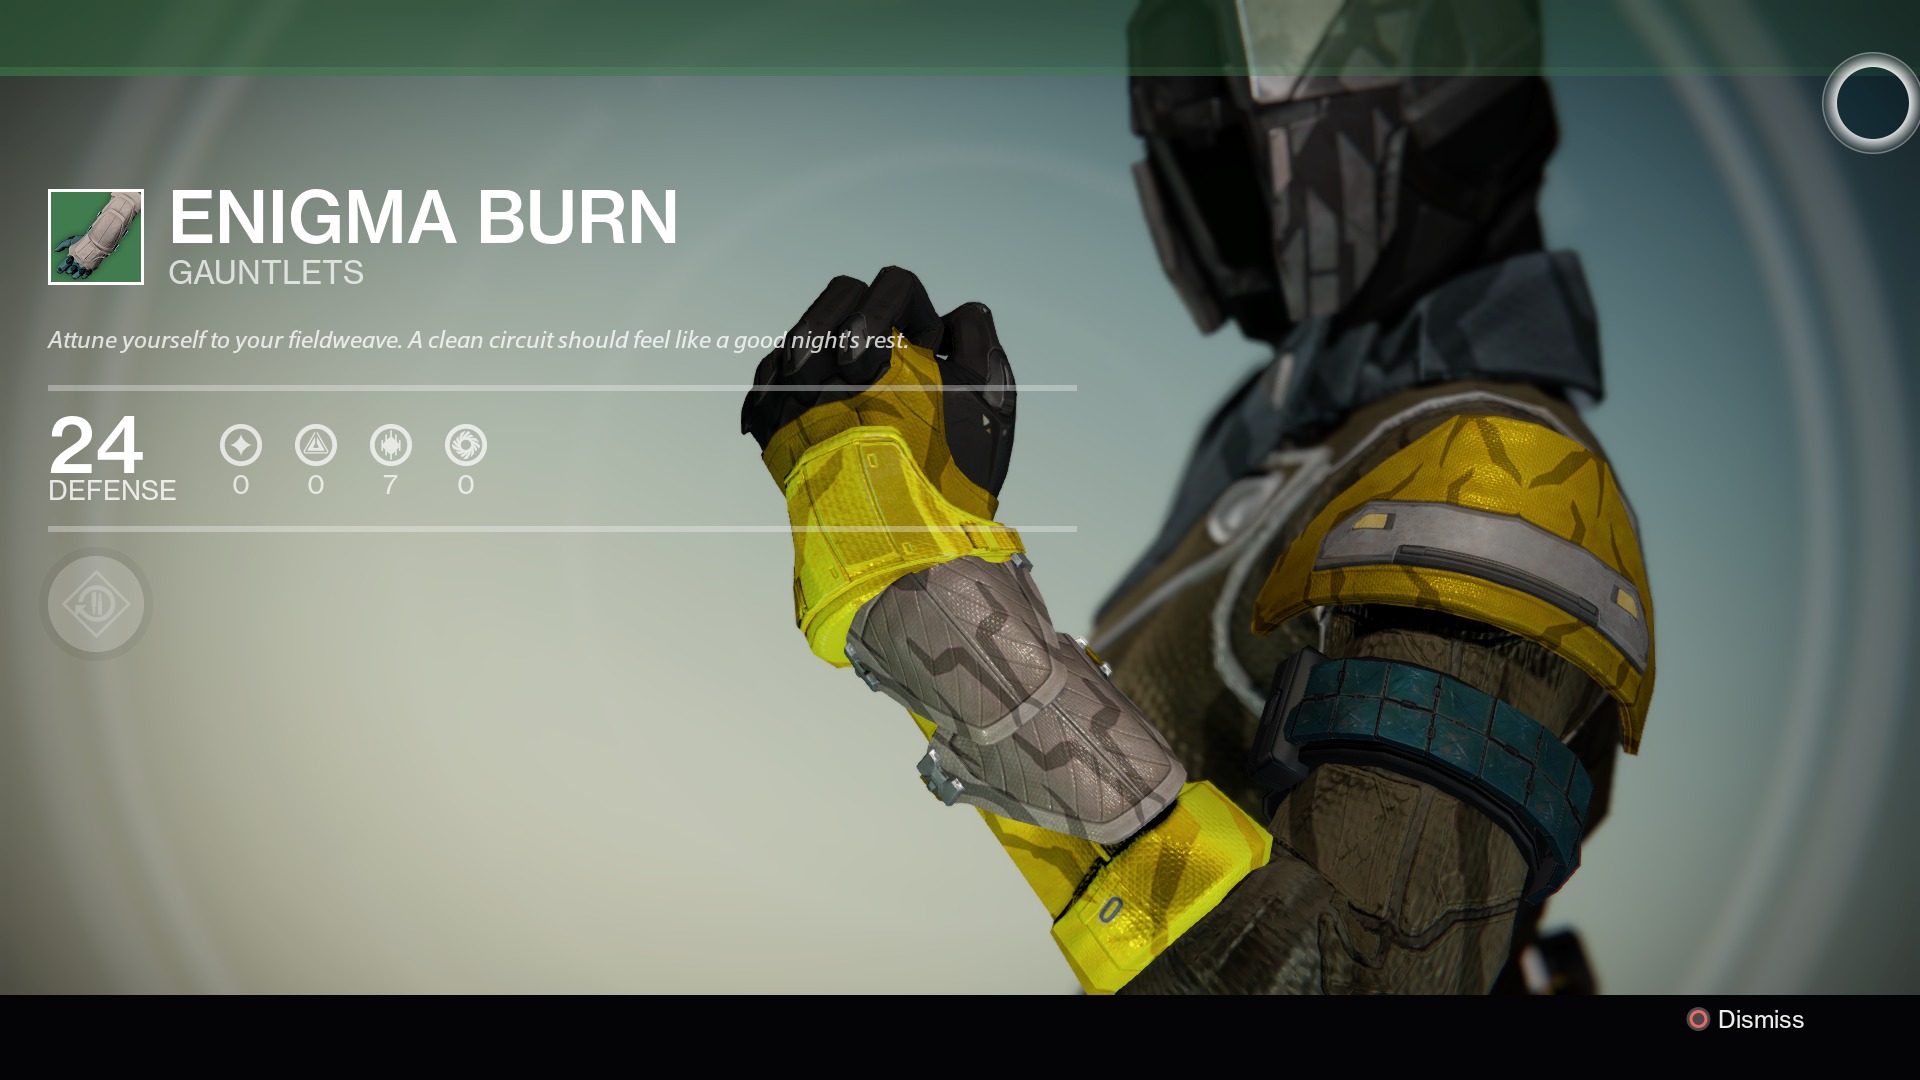 ENIGMA BURN
GAUNTLETS
Attune yourself to your fieldweave. A clean circuit should feel like a good night's rest.
24
DEFENSE
0 0 7 0
0
Dismiss